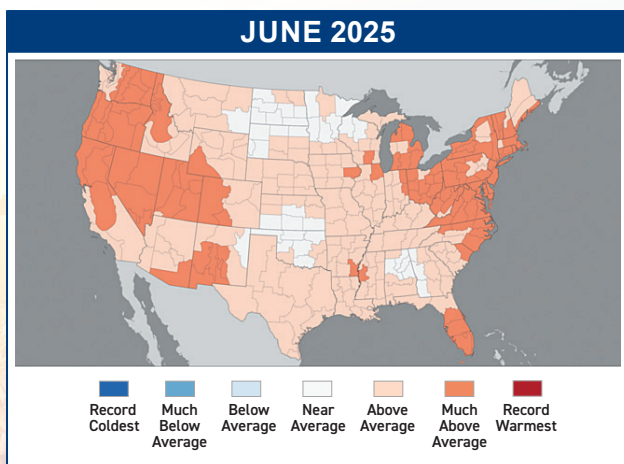 JUNE 2025
Record
Coldest
Much
Below
Average
Below
Average
Near
Average
Above
Average
Much
Above
Average
Record
Warmest